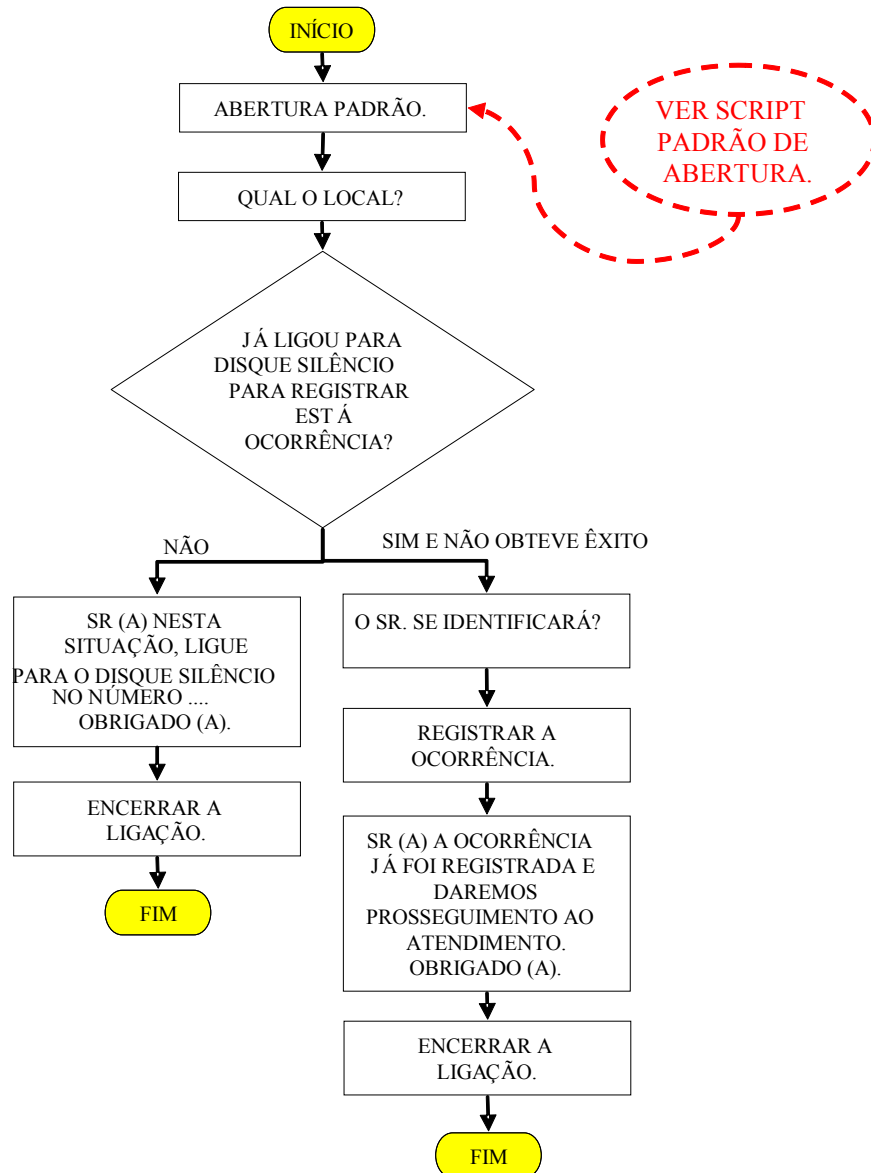 INÍCIO
ABERTURA PADRÃO.
VER SCRIPT
PADRÃO DE
ABERTURA.
QUAL O LOCAL?
JÁ LIGOU PARA
DISQUE SILÊNCIO
PARA REGISTRAR
EST Á
OCORRÊNCIA?
NÃO
SIM E NÃO OBTEVE ÊXITO
SR (A) NESTA
SITUAÇÃO, LIGUE
PARA O DISQUE SILÊNCIO
NO NÚMERO ....
OBRIGADO (A).
ENCERRAR A
LIGAÇÃO.
FIM
O SR. SE IDENTIFICARÁ?
REGISTRAR A
OCORRÊNCIA.
SR (A) A OCORRÊNCIA
JÁ FOI REGISTRADA E
DAREMOS
PROSSEGUIMENTO AO
ATENDIMENTO.
OBRIGADO (A).
ENCERRAR A
LIGAÇÃO.
FIM